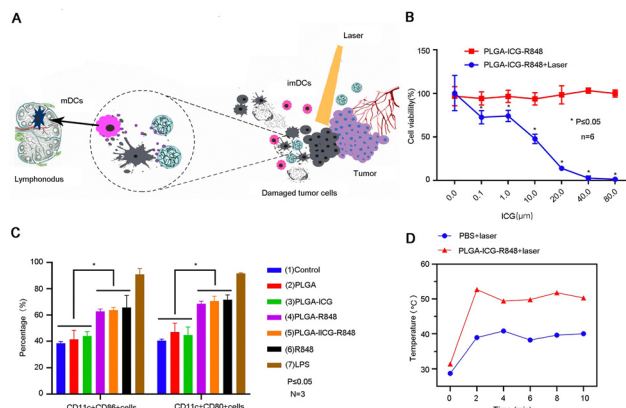 A
Laser
imDCs
mDCs
Lymphonodus
Tumor
Damaged tumor cells
B
PLGA-ICG-R848
PLGA-ICG-R848+Laser
150
100
50
0
Cell viability(%)
* P≤0.05
n=6
* * * * * *
0.0 0.1 1.0 10.0 20.0 40.0 80.0
ICG(μm)
C
Percentage (%)
100
80
60
40
20
0
* *
CD11c+CD86+cells CD11c+CD80+cells
(1)Control
(2)PLGA
(3)PLGA-ICG
(4)PLGA-R848
(5)PLGA-IICG-R848
(6)R848
(7)LPS
P≤0.05
N=3
D
PBS+laser
PLGA-ICG-R848+laser
Temperature (°C)
60
50
40
30
0 2 4 6 8 10